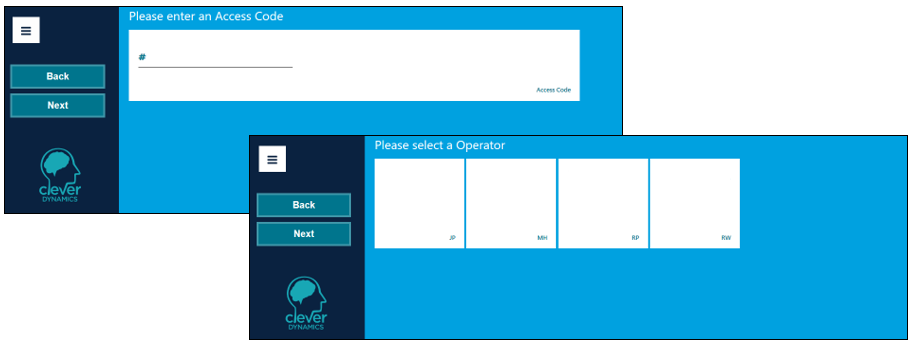 Please enter an Access Code
#
Access Code
Back
Next
clever
DYNAMICS
Please select a Operator
JP
MH
RP
RW
Back
Next
clever
DYNAMICS